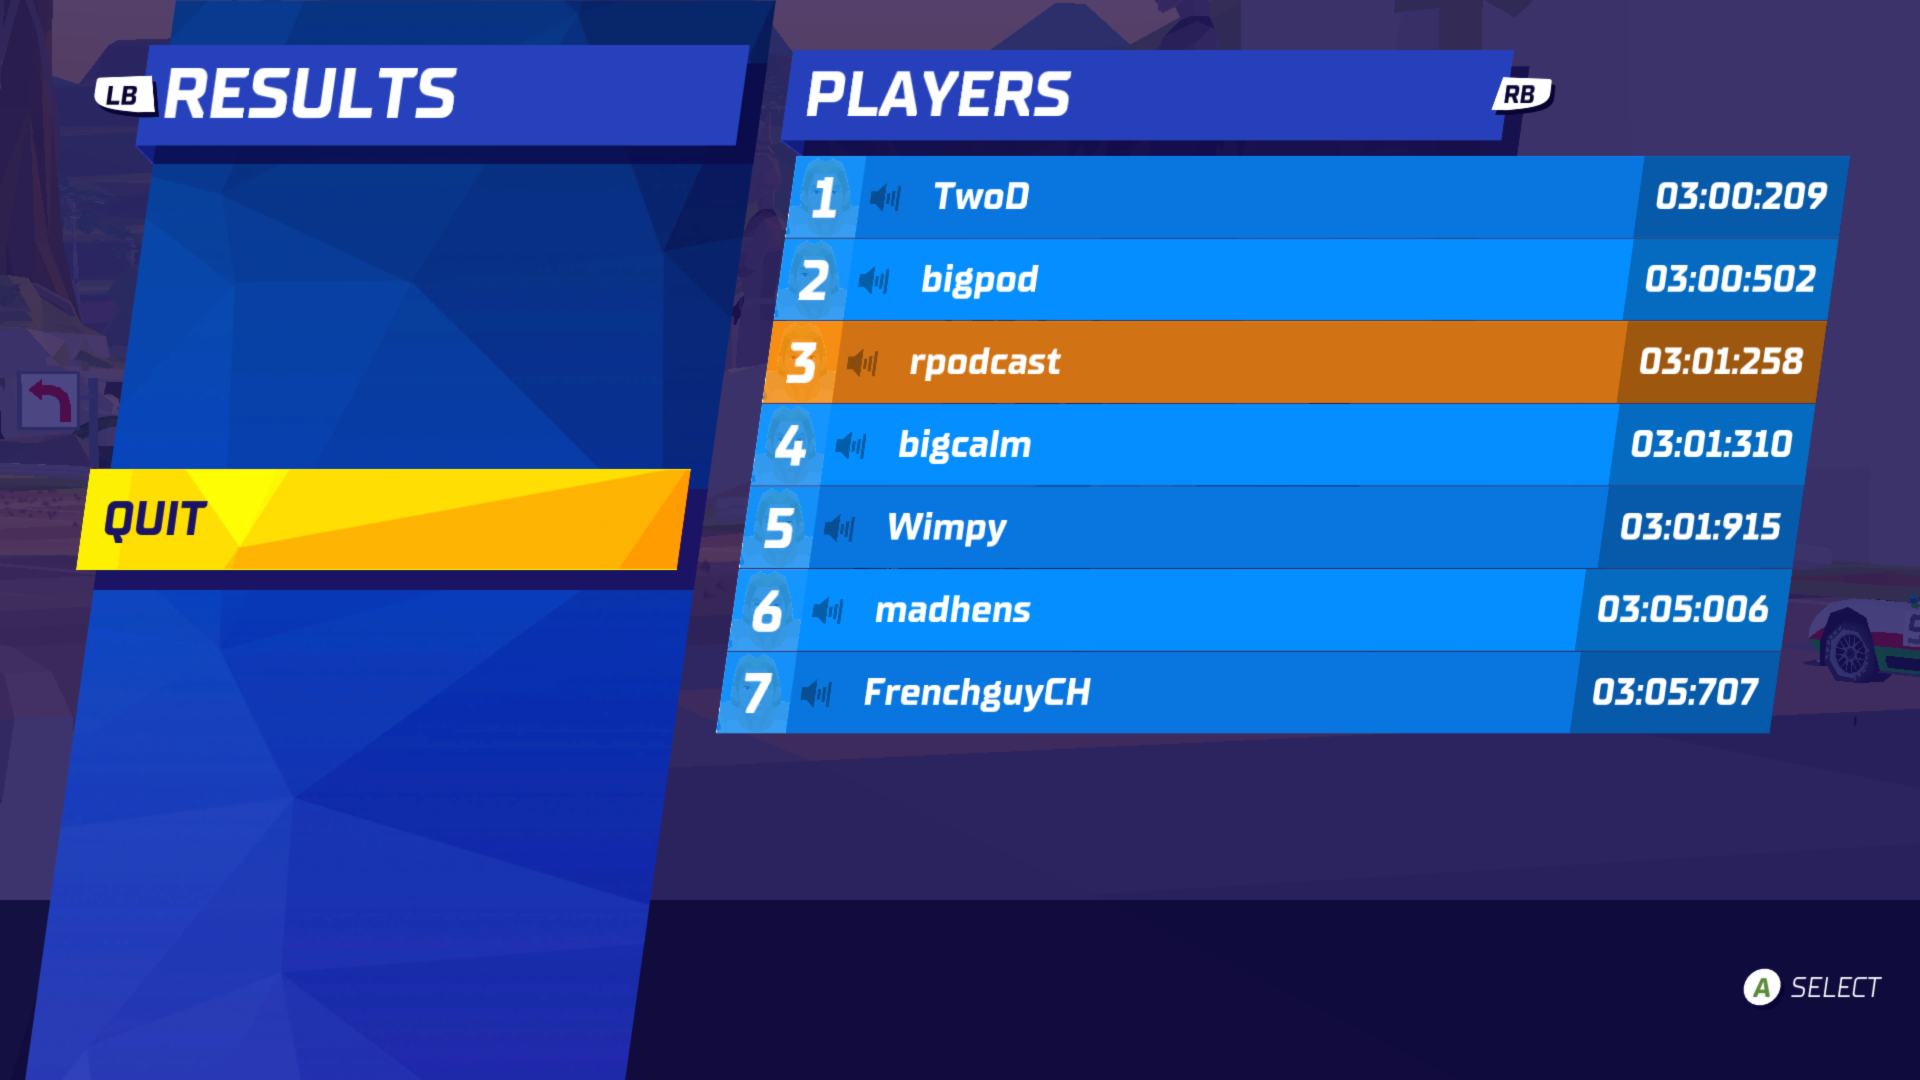 LB RESULTS
PLAYERS RB
1 TwoD 03:00:209
2 bigpod 03:00:502
3 rpodcast 03:01:258
4 bigcalm 03:01:310
QUIT
5 Wimpy 03:01:915
6 madhens 03:05:006
7 FrenchguyCH 03:05:707
A SELECT